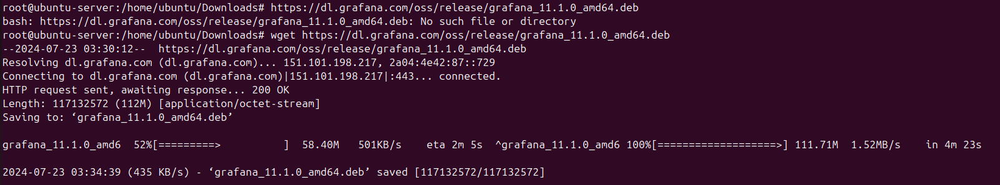 root@ubuntu-server:/home/ubuntu/Downloads# https://dl.grafana.com/oss/release/grafana_11.1.0_amd64.deb
bash: https://dl.grafana.com/oss/release/grafana_11.1.0_amd64.deb: No such file or directory
root@ubuntu-server:/home/ubuntu/Downloads# wget https://dl.grafana.com/oss/release/grafana_11.1.0_amd64.deb
--2024-07-23 03:30:12--  https://dl.grafana.com/oss/release/grafana_11.1.0_amd64.deb
Resolving dl.grafana.com (dl.grafana.com)... 151.101.198.217, 2a04:4e42:87::729
Connecting to dl.grafana.com (dl.grafana.com)|151.101.198.217|:443... connected.
HTTP request sent, awaiting response... 200 OK
Length: 117132572 (112M) [application/octet-stream]
Saving to: ‘grafana_11.1.0_amd64.deb’
grafana_11.1.0_amd6  52%[=========>          ]  58.40M   501KB/s    eta 2m 5s  ^grafana_11.1.0_amd6 100%[===================>] 111.71M  1.52MB/s    in 4m 23s
2024-07-23 03:34:39 (435 KB/s) - ‘grafana_11.1.0_amd64.deb’ saved [117132572/117132572]